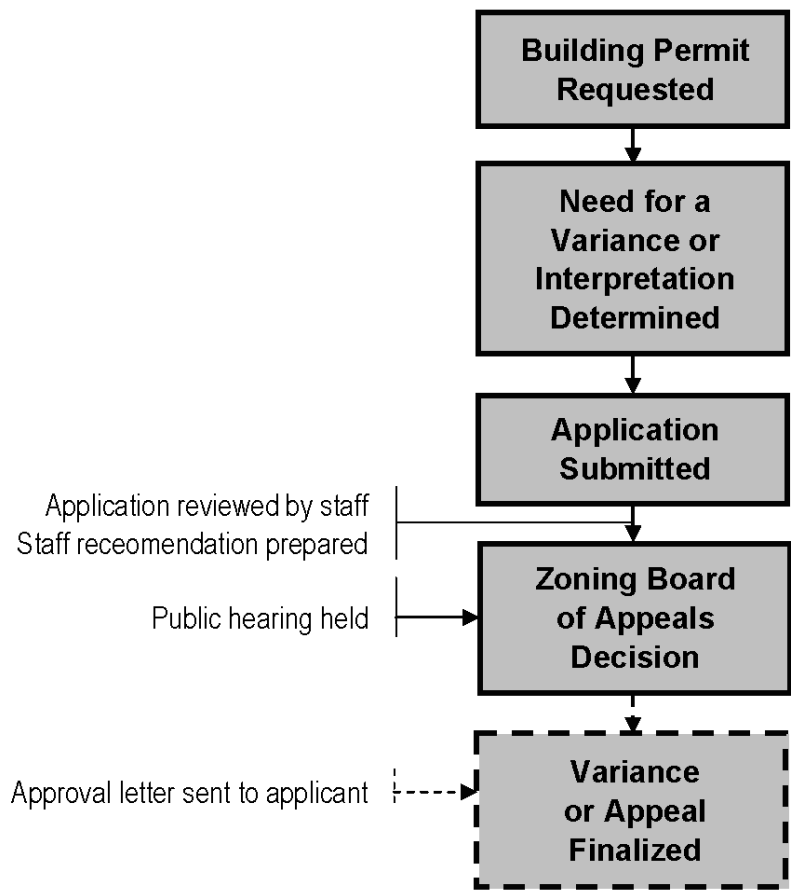 Building Permit
Requested
Need for a
Variance or
Interpretation
Determined
Application
Submitted
Application reviewed by staff
Staff receomendation prepared
Zoning Board
of Appeals
Decision
Public hearing held
Variance
or Appeal
Finalized
Approval letter sent to applicant